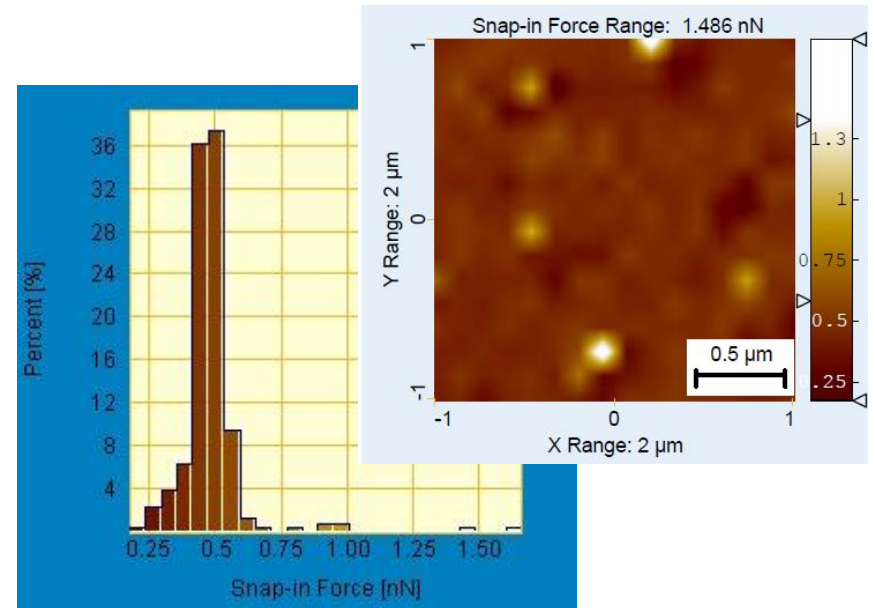 Snap-in Force Range: 1.486 nN
1
0
-1
Y Range: 2 µm
-1 0 1
X Range: 2 µm
0.5 µm
1.3
1
0.75
0.5
0.25
36
32
28
24
20
16
12
8
4
Percent [%]
0.25 0.5 0.75 1.00 1.25 1.50
Snap-in Force [nN]